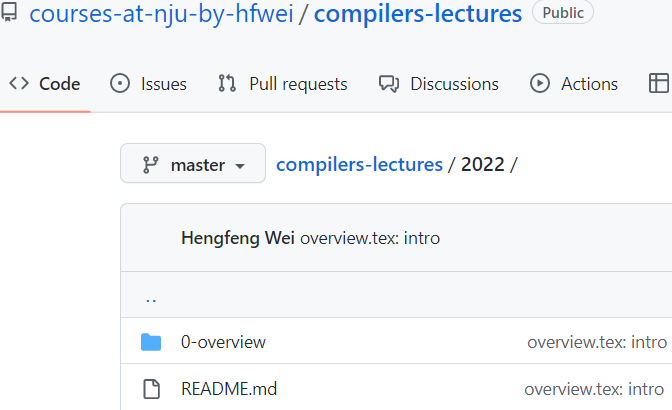 courses-at-nju-by-hfwei / compilers-lectures Public
Code Issues Pull requests Discussions Actions
master compilers-lectures / 2022 /
Hengfeng Wei overview.tex: intro
..
0-overview overview.tex: intro
README.md overview.tex: intro